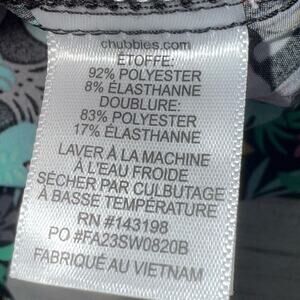 chubbies.com
ÉTOFFE:
92% POLYESTER
8% ÉLASTHANNE
DOUBLURE:
83% POLYESTER
17% ÉLASTHANNE
LAVER À LA MACHINE
À L'EAU FROIDE
SÉCHER PAR CULBUTAGE
À BASSE TEMPÉRATURE
RN #143198
PO #FA23SW0820B
FABRIQUÉ AU VIETNAM